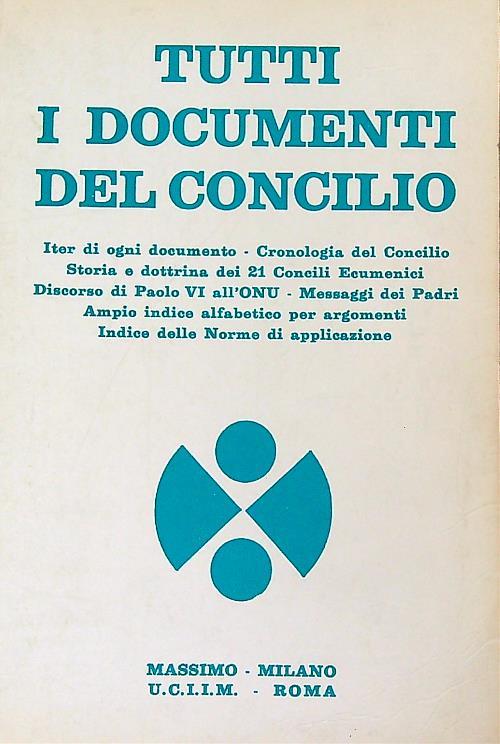 TUTTI
I DOCUMENTI
DEL CONCILIO
Iter di ogni documento - Cronologia del Concilio
Storia e dottrina dei 21 Concili Ecumenici
Discorso di Paolo VI all'ONU - Messaggi dei Padri
Ampio indice alfabetico per argomenti
Indice delle Norme di applicazione
MASSIMO - MILANO
U.C.I.I.M. - ROMA